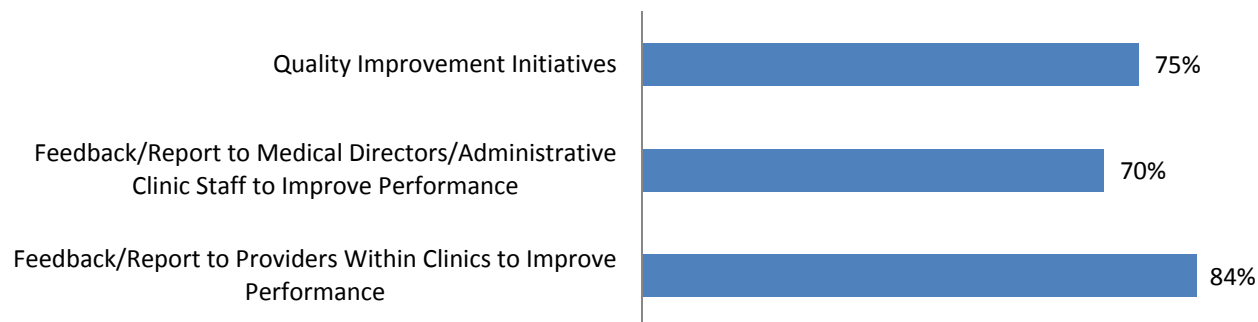 Quality Improvement Initiatives
75%
Feedback/Report to Medical Directors/Administrative
Clinic Staff to Improve Performance
70%
Feedback/Report to Providers Within Clinics to Improve
Performance
84%